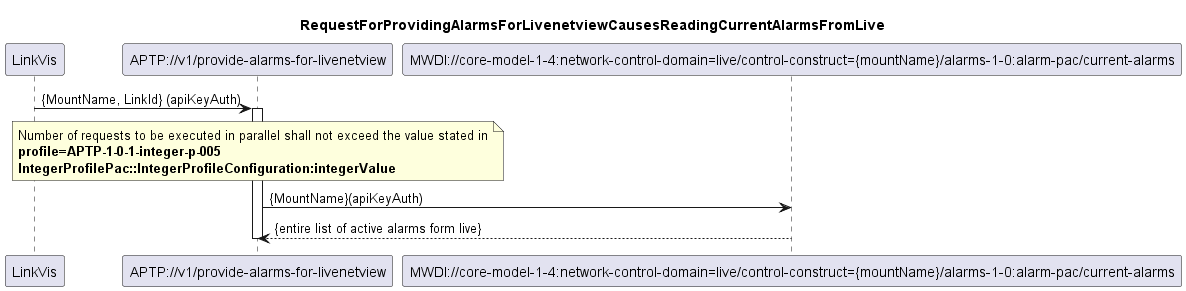 RequestForProvidingAlarmsForLivenetviewCausesReadingCurrentAlarmsFromLive
LinkVis
APTP://v1/provide-alarms-for-livenetview
MWDI://core-model-1-4:network-control-domain=live/control-construct={mountName}/alarms-1-0:alarm-pac/current-alarms
{MountName, LinkId} (apiKeyAuth)
Number of requests to be executed in parallel shall not exceed the value stated in
profile=APTP-1-0-1-integer-p-005
IntegerProfilePac::IntegerProfileConfiguration:integerValue
{MountName}(apiKeyAuth)
{entire list of active alarms form live}
LinkVis
APTP://v1/provide-alarms-for-livenetview
MWDI://core-model-1-4:network-control-domain=live/control-construct={mountName}/alarms-1-0:alarm-pac/current-alarms